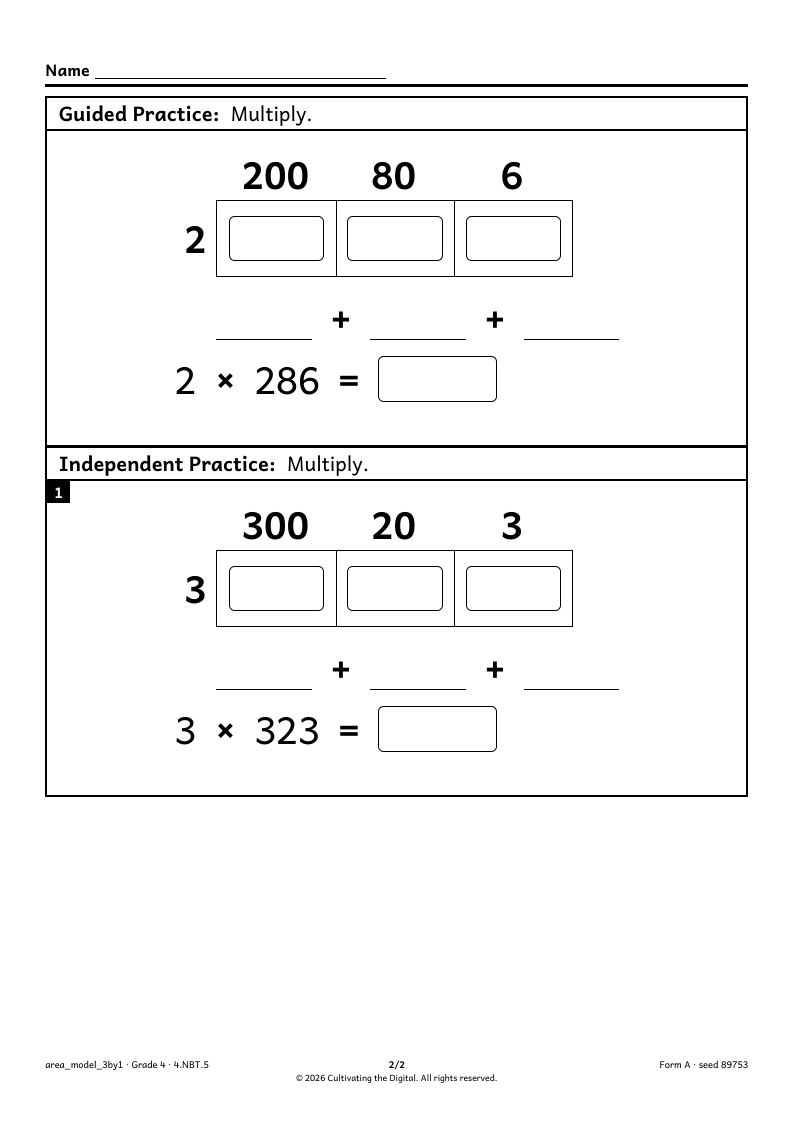 Name
Guided Practice: Multiply.
200 80 6
2
+ +
2 × 286 =
Independent Practice: Multiply.
1
300 20 3
3
+ +
3 × 323 =
area_model_3by1 · Grade 4 · 4.NBT.5 2/2 Form A · seed 89753
© 2026 Cultivating the Digital. All rights reserved.